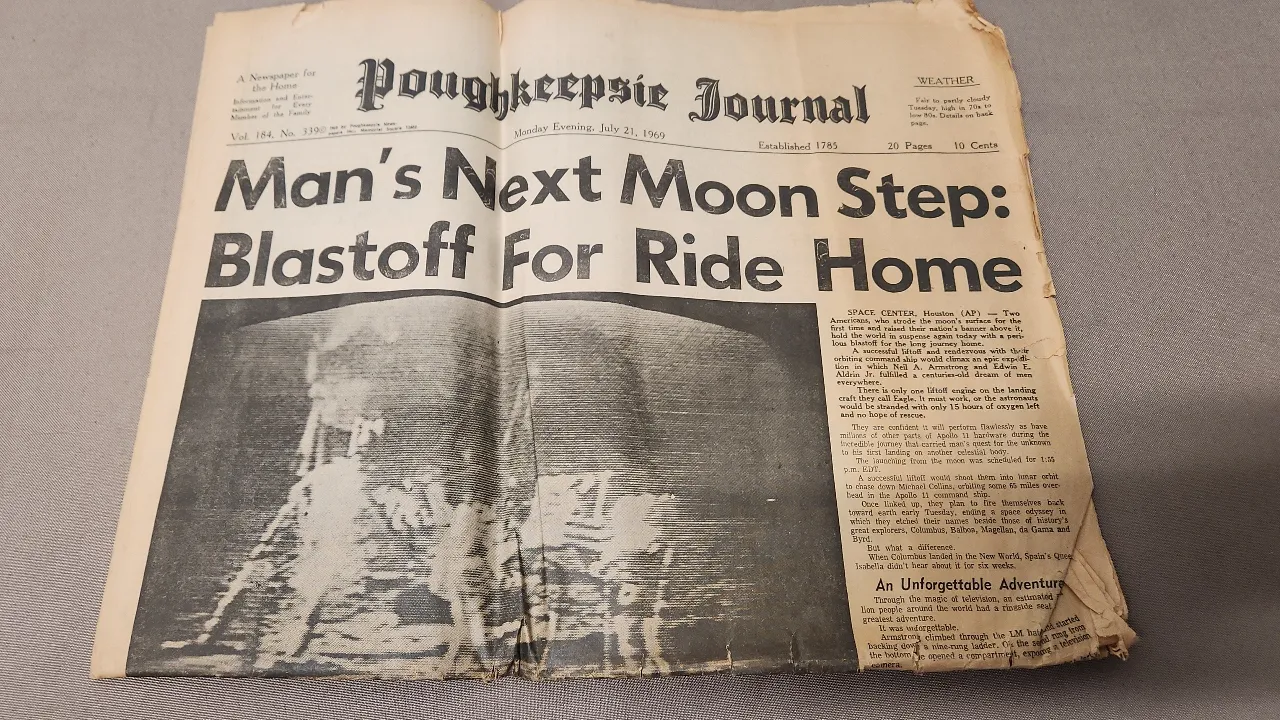 A Newspaper for
the Home
Information and Enter-
tainment for Every
Member of the Family
Poughkeepsie Journal
WEATHER
Fair to partly cloudy
Tuesday, high in 70s to
low 80s. Details on back
page.
Vol. 184, No. 339
Monday Evening, July 21, 1969
Established 1785
20 Pages
10 Cents
Man's Next Moon Step:
Blastoff For Ride Home
SPACE CENTER, Houston (AP) — Two
Americans, who strode the moon's surface for the
first time and raised their nation's banner above it,
hold the world in suspense again today with a peri-
lous blastoff for the long journey home.
A successful liftoff and rendezvous with their
orbiting command ship would climax an epic expedi-
tion in which Neil A. Armstrong and Edwin E.
Aldrin Jr. fulfilled a centuries-old dream of men
everywhere.
There is only one liftoff engine on the landing
craft they call Eagle. It must work, or the astronauts
would be stranded with only 15 hours of oxygen left
and no hope of rescue.
They are confident it will perform flawlessly as have
millions of other parts of Apollo 11 hardware during the
incredible journey that carried man's quest for the unknown
to his first landing on another celestial body.
The launching from the moon was scheduled for 1:55
p.m. EDT.
A successful liftoff would shoot them into lunar orbit
to chase down Michael Collins, orbiting some 65 miles over-
head in the Apollo 11 command ship.
Once linked up, they plan to fire themselves back
toward earth early Tuesday, ending a space odyssey in
which they etched their names beside those of history's
great explorers, Columbus, Balboa, Magellan, da Gama and
Byrd.
But what a difference.
When Columbus landed in the New World, Spain's Quee
Isabella didn't hear about it for six weeks.
An Unforgettable Adventure
Through the magic of television, an estimated
lion people around the world had a ringside seat
greatest adventure.
It was unforgettable.
Armstrong climbed through the LM hatch and started
backing down a nine-rung ladder. On the ring from
the bottom he opened a compartment, exposing a television
camera.